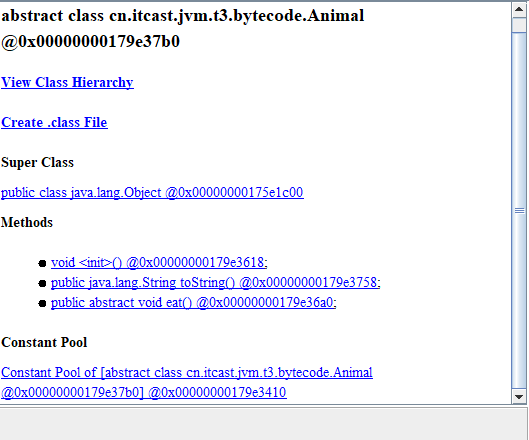 abstract class cn.itcast.jvm.t3.bytecode.Animal
@0x00000000179e37b0
View Class Hierarchy
Create .class File
Super Class
public class java.lang.Object @0x00000000175e1c00
Methods
void <init>() @0x00000000179e3618;
public java.lang.String toString() @0x00000000179e3758;
public abstract void eat() @0x00000000179e36a0;
Constant Pool
Constant Pool of [abstract class cn.itcast.jvm.t3.bytecode.Animal
@0x00000000179e37b0] @0x00000000179e3410